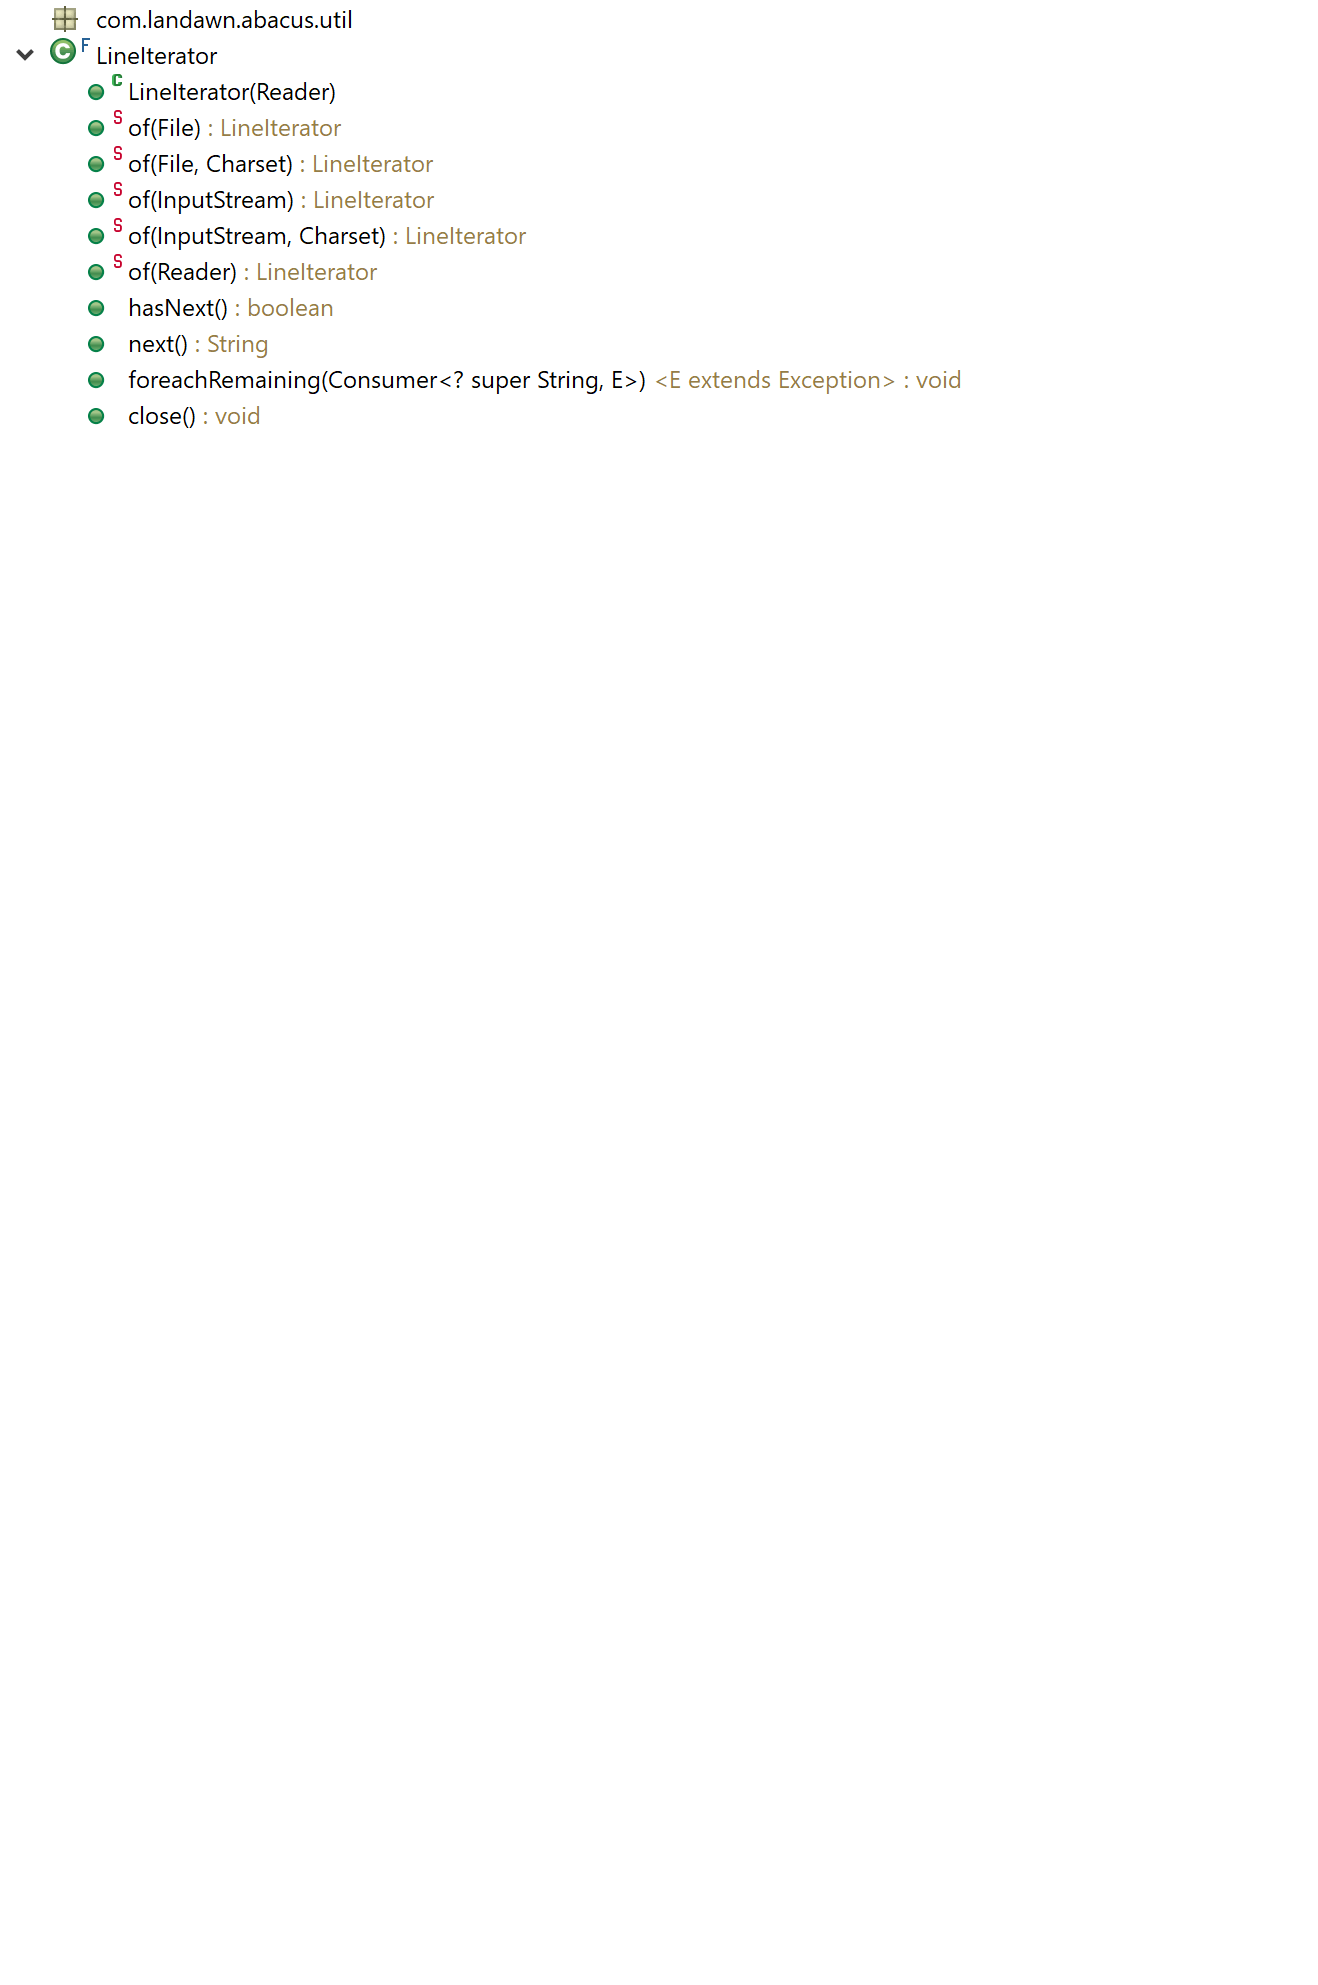 com.landawn.abacus.util
C F LineIterator
C LineIterator(Reader)
S of(File) : LineIterator
S of(File, Charset) : LineIterator
S of(InputStream) : LineIterator
S of(InputStream, Charset) : LineIterator
S of(Reader) : LineIterator
hasNext() : boolean
next() : String
foreachRemaining(Consumer<? super String, E>) <E extends Exception> : void
close() : void